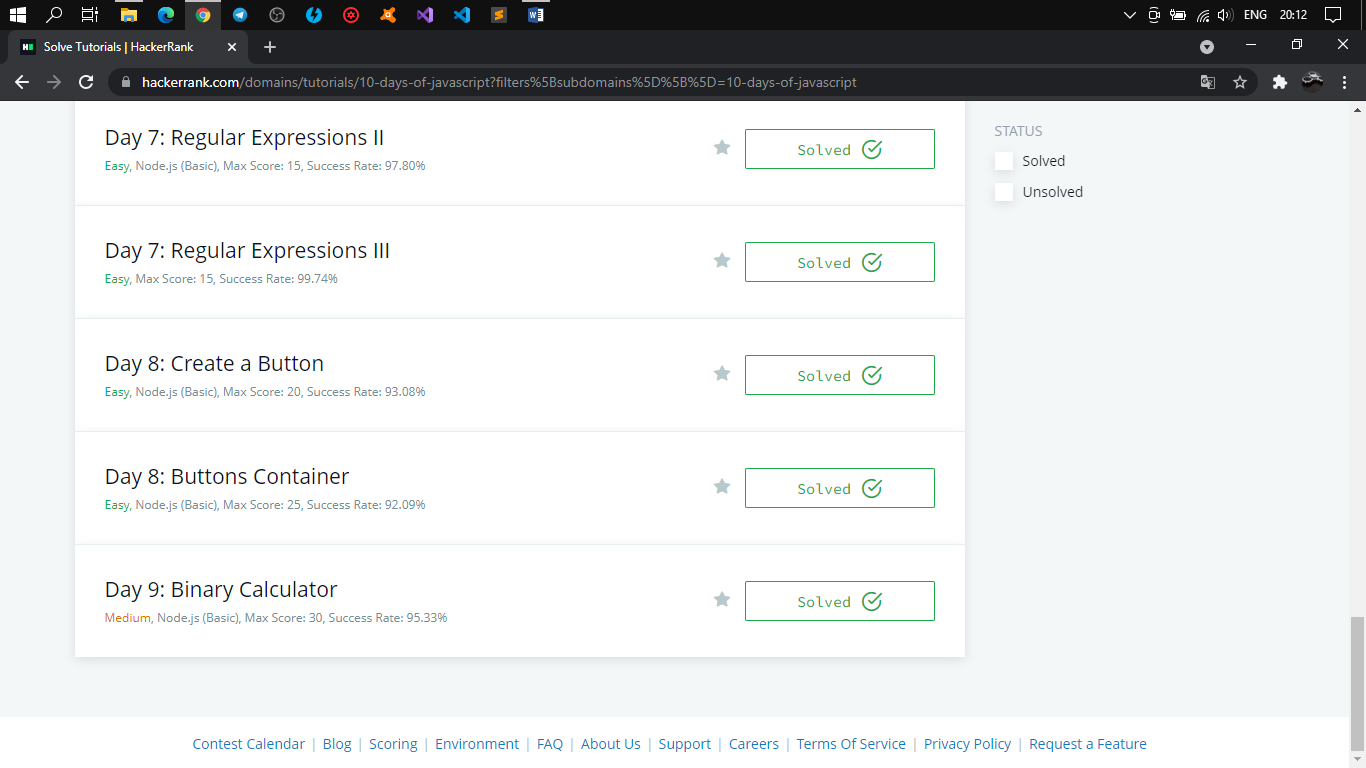 ENG 20:12
Solve Tutorials | HackerRank
hackerrank.com/domains/tutorials/10-days-of-javascript?filters%5Bsubdomains%5D%5B%5D=10-days-of-javascript
Day 7: Regular Expressions II
Solved
Easy, Node.js (Basic), Max Score: 15, Success Rate: 97.80%
Day 7: Regular Expressions III
Solved
Easy, Max Score: 15, Success Rate: 99.74%
Day 8: Create a Button
Solved
Easy, Node.js (Basic), Max Score: 20, Success Rate: 93.08%
Day 8: Buttons Container
Solved
Easy, Node.js (Basic), Max Score: 25, Success Rate: 92.09%
Day 9: Binary Calculator
Solved
Medium, Node.js (Basic), Max Score: 30, Success Rate: 95.33%
STATUS
Solved
Unsolved
Contest Calendar | Blog | Scoring | Environment | FAQ | About Us | Support | Careers | Terms Of Service | Privacy Policy | Request a Feature